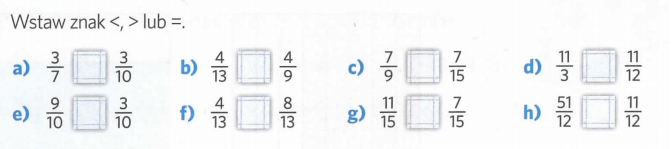 Wstaw znak <, > lub =.
a) 3/7 □ 3/10 b) 4/13 □ 4/9 c) 7/9 □ 7/15 d) 11/3 □ 11/12
e) 9/10 □ 3/10 f) 4/13 □ 8/13 g) 11/15 □ 7/15 h) 51/12 □ 11/12